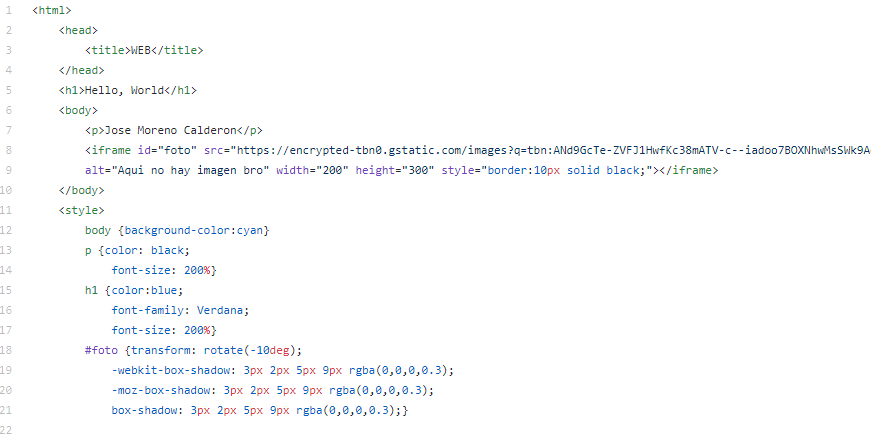 1 <html>
2 <head>
3 <title>WEB</title>
4 </head>
5 <h1>Hello, World</h1>
6 <body>
7 <p>Jose Moreno Calderon</p>
8 <iframe id="foto" src="https://encrypted-tbn0.gstatic.com/images?q=tbn:ANd9GcTe-ZVFJ1HwfKc38mATV-c--iadoo7BOXNhwMsSWk9A
9 alt="Aqui no hay imagen bro" width="200" height="300" style="border:10px solid black;"></iframe>
10 </body>
11 <style>
12 body {background-color:cyan}
13 p {color: black;
14 font-size: 200%}
15 h1 {color:blue;
16 font-family: Verdana;
17 font-size: 200%}
18 #foto {transform: rotate(-10deg);
19 -webkit-box-shadow: 3px 2px 5px 9px rgba(0,0,0,0.3);
20 -moz-box-shadow: 3px 2px 5px 9px rgba(0,0,0,0.3);
21 box-shadow: 3px 2px 5px 9px rgba(0,0,0,0.3);}
22